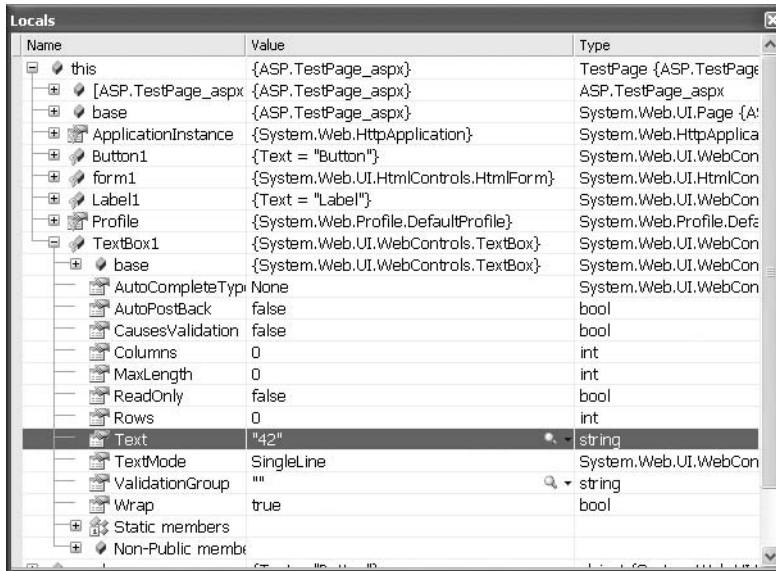 Locals
Name Value Type
this {ASP.TestPage_aspx} TestPage {ASP.TestPage
[ASP.TestPage_aspx {ASP.TestPage_aspx} ASP.TestPage_aspx
base {ASP.TestPage_aspx} System.Web.UI.Page {A
ApplicationInstance {System.Web.HttpApplication} System.Web.HttpApplica
Button1 {Text = "Button"} System.Web.UI.WebCon
form1 {System.Web.UI.HtmlControls.HtmlForm} System.Web.UI.HtmlCon
Label1 {Text = "Label"} System.Web.UI.WebCon
Profile {System.Web.Profile.DefaultProfile} System.Web.Profile.Defa
TextBox1 {System.Web.UI.WebControls.TextBox} System.Web.UI.WebCon
base {System.Web.UI.WebControls.TextBox} System.Web.UI.WebCon
AutoCompleteTyp None System.Web.UI.WebCon
AutoPostBack false bool
CausesValidation false bool
Columns 0 int
MaxLength 0 int
ReadOnly false bool
Rows 0 int
Text "42" string
TextMode SingleLine System.Web.UI.WebCon
ValidationGroup "" string
Wrap true bool
Static members
Non-Public membe